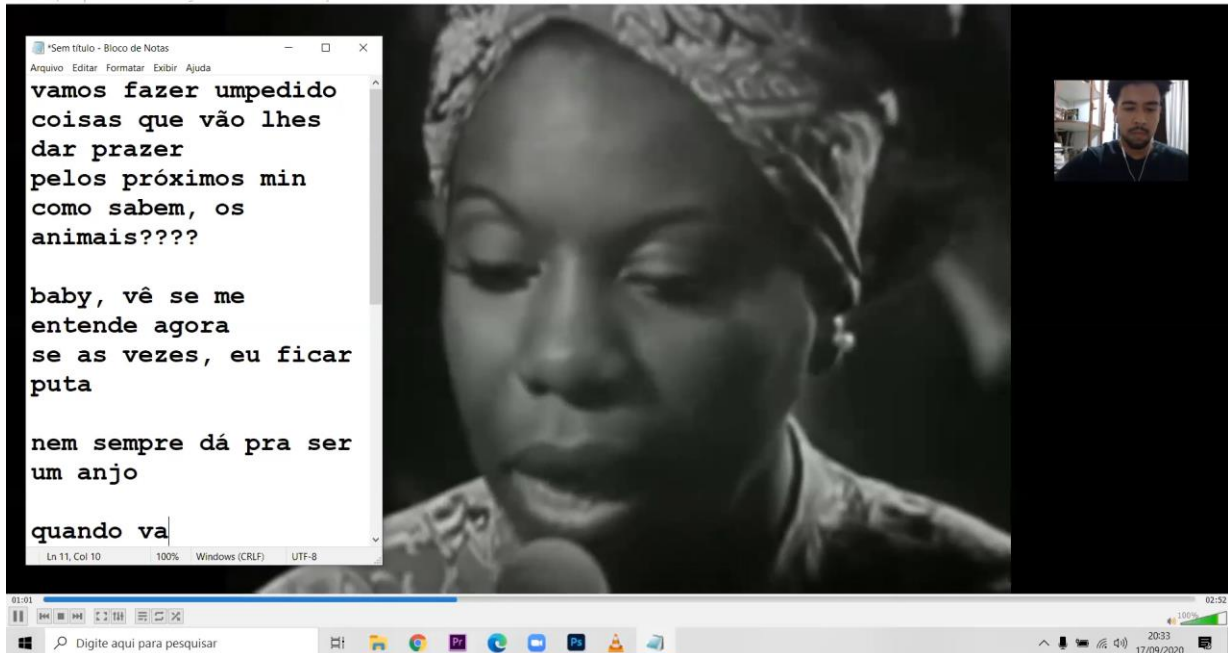 *Sem título - Bloco de Notas
Arquivo Editar Formatar Exibir Ajuda
vamos fazer umpedido
coisas que vão lhes
dar prazer
pelos próximos min
como sabem, os
animais????
baby, vê se me
entende agora
se as vezes, eu ficar
puta
nem sempre dá pra ser
um anjo
quando va
Ln 11, Col 10 100% Windows (CRLF) UTF-8
01:01 02:52
100%
Digite aqui para pesquisar
Pr
Ps
20:33
17/09/2020